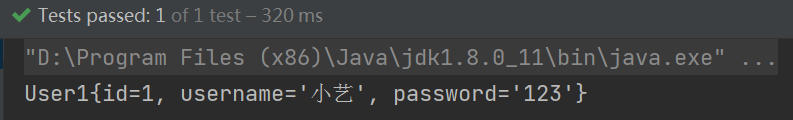 Tests passed: 1 of 1 test – 320 ms
"D:\Program Files (x86)\Java\jdk1.8.0_11\bin\java.exe" ...
User1{id=1, username='小艺', password='123'}